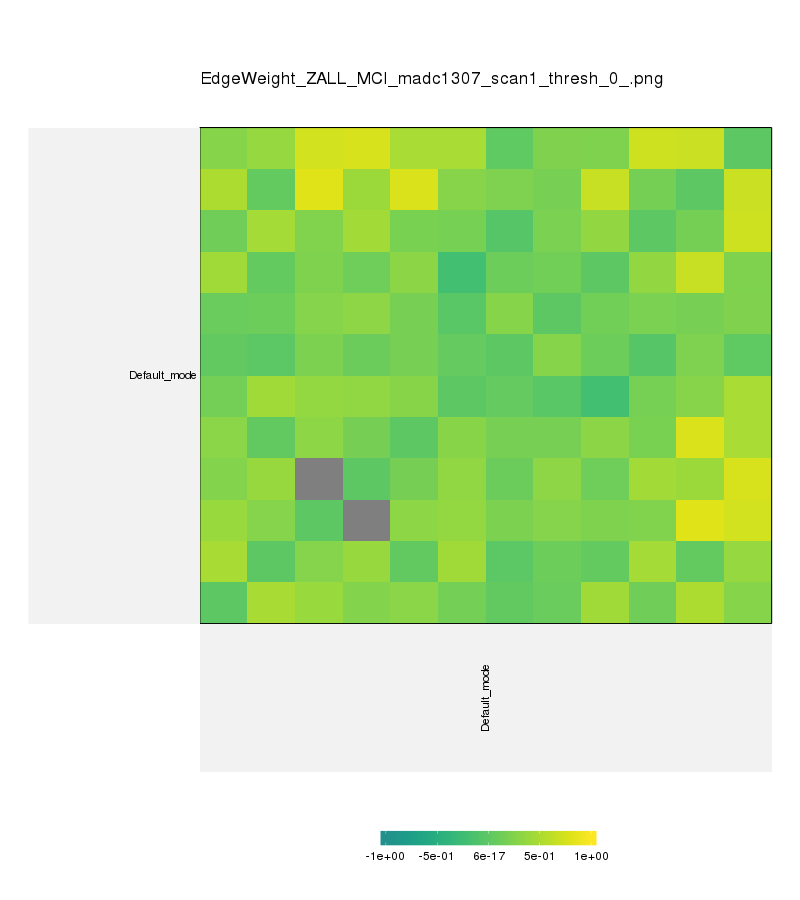 EdgeWeight_ZALL_MCI_madc1307_scan1_thresh_0_.png
Default_mode
Default_mode
-1e+00 -5e-01 6e-17 5e-01 1e+00